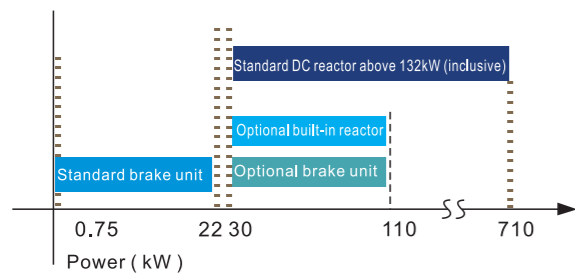 Standard DC reactor above 132kW (inclusive)
Optional built-in reactor
Standard brake unit
Optional brake unit
0.75
22
30
110
710
Power ( kW )